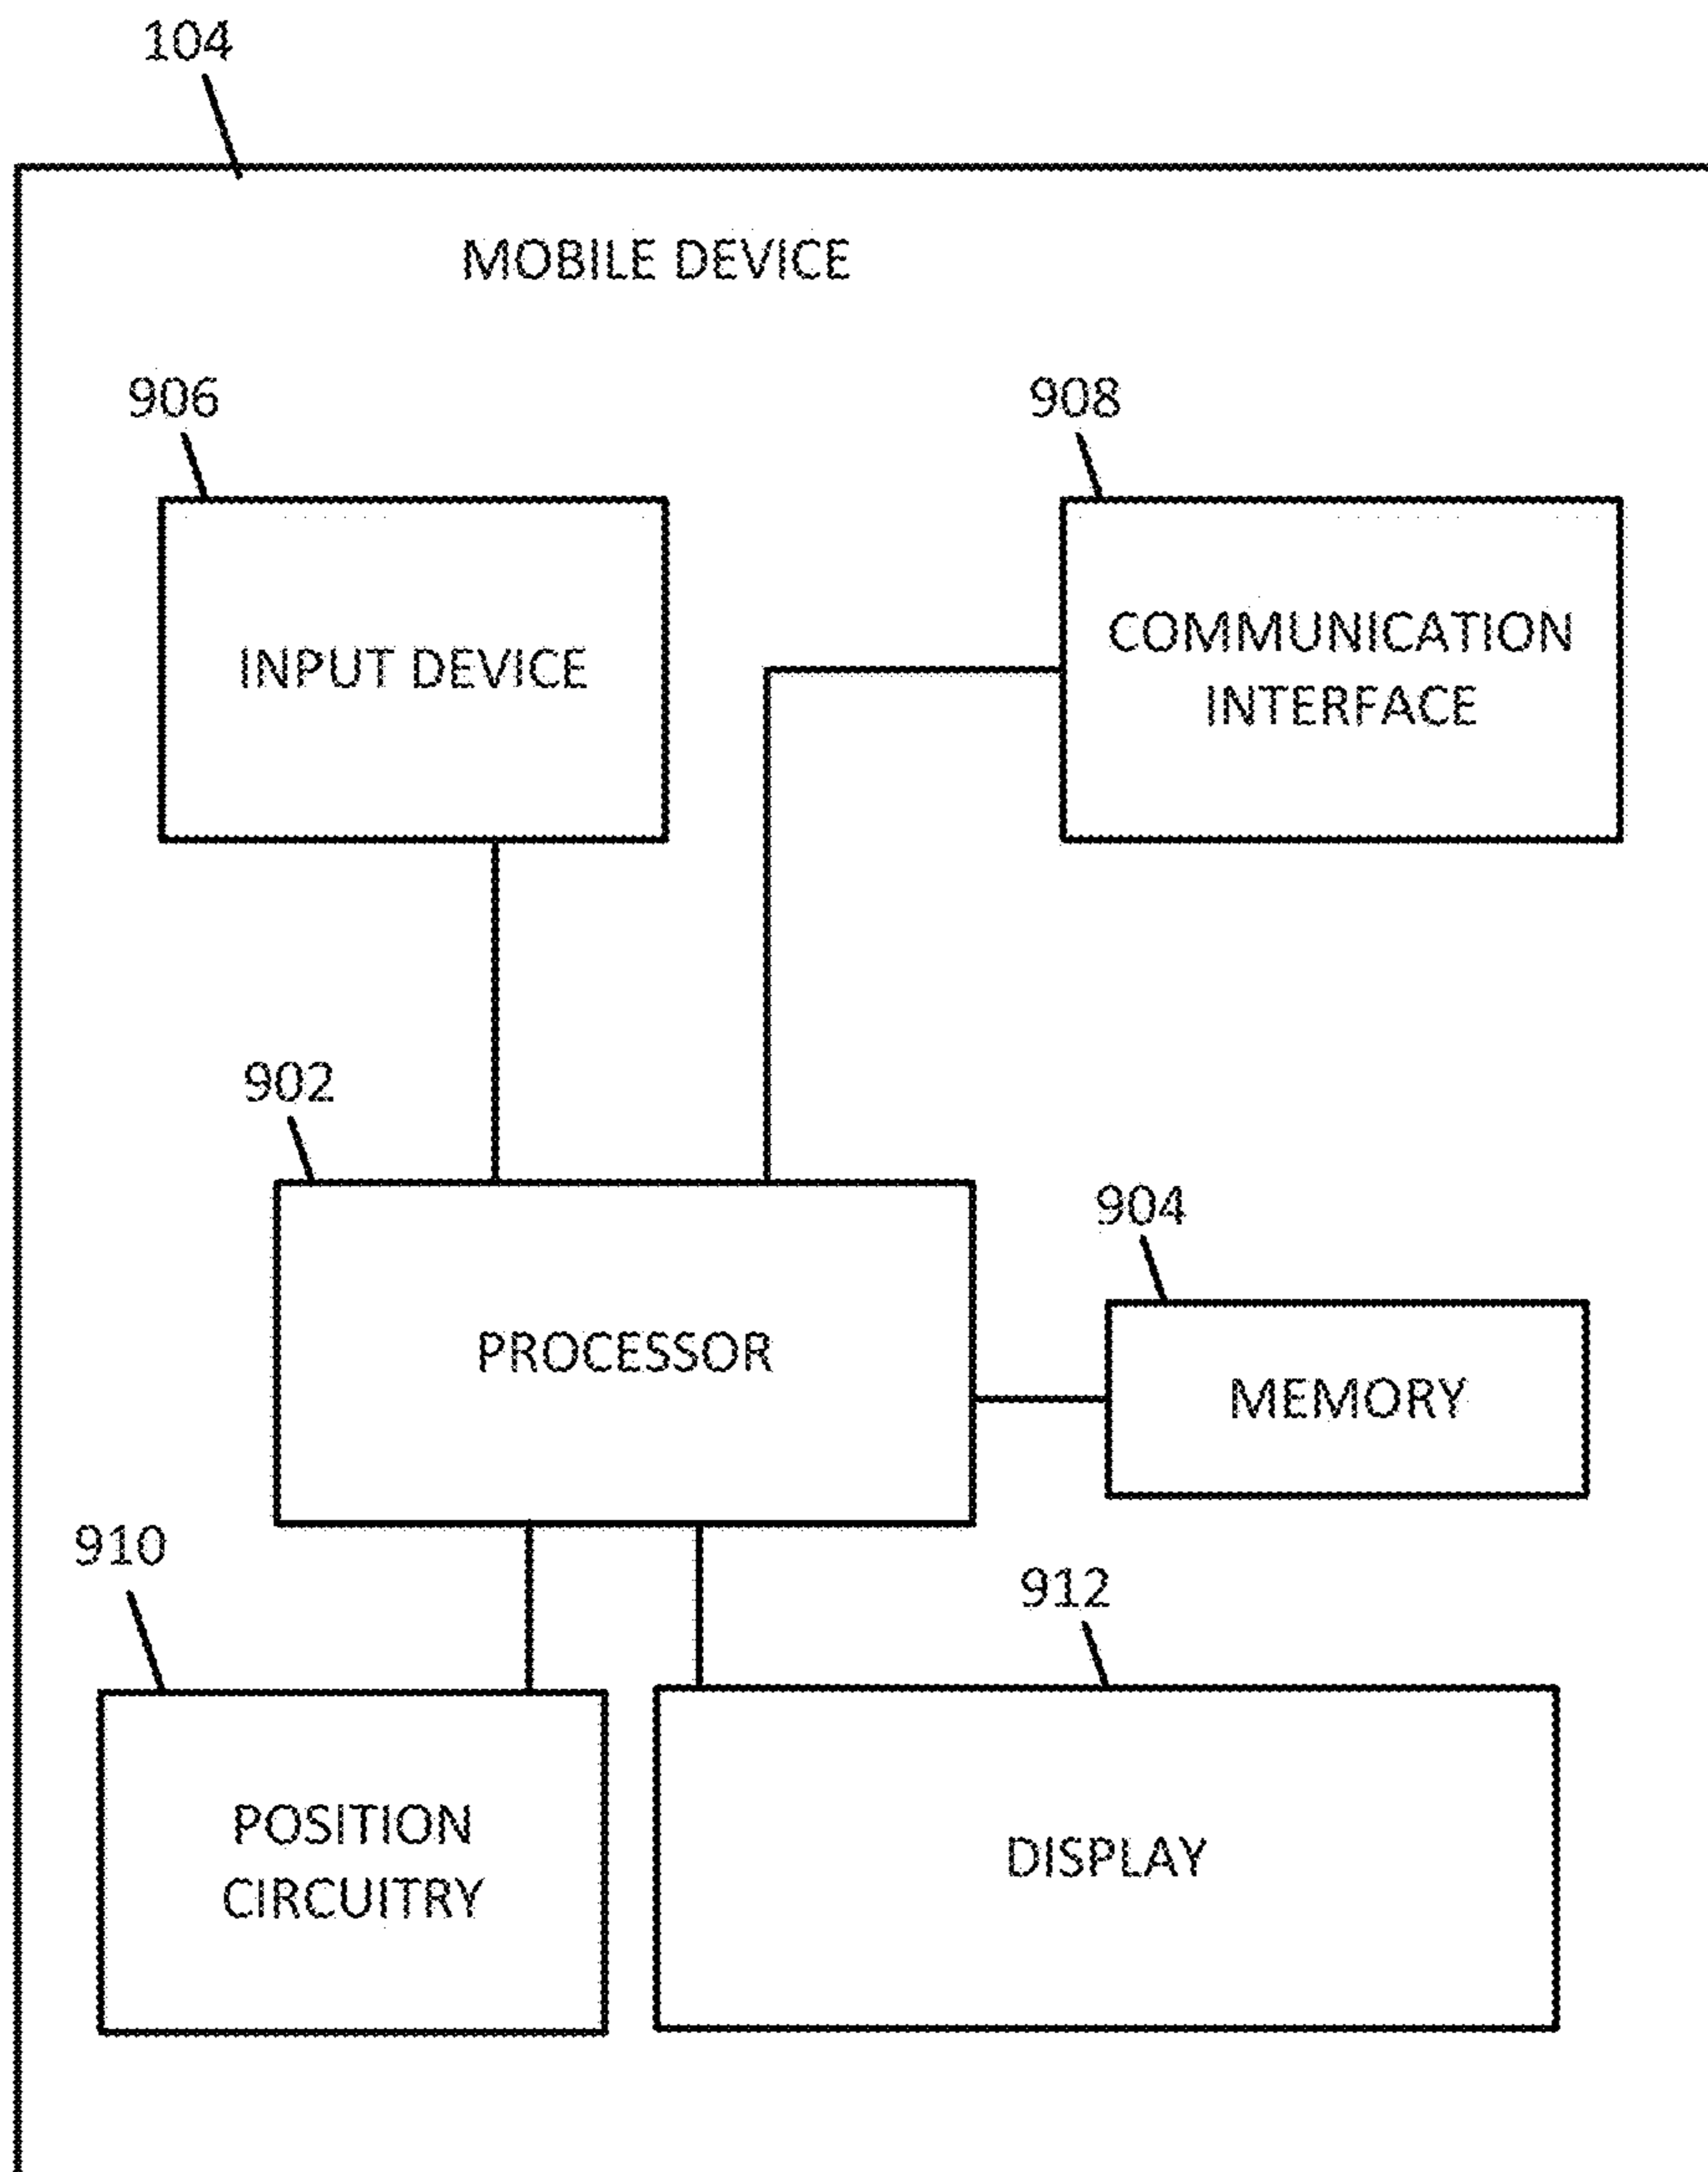 104
MOBILE DEVICE
906
908
INPUT DEVICE
COMMUNICATION
INTERFACE
902
904
PROCESSOR
MEMORY
910
912
POSITION
CIRCUITRY
DISPLAY